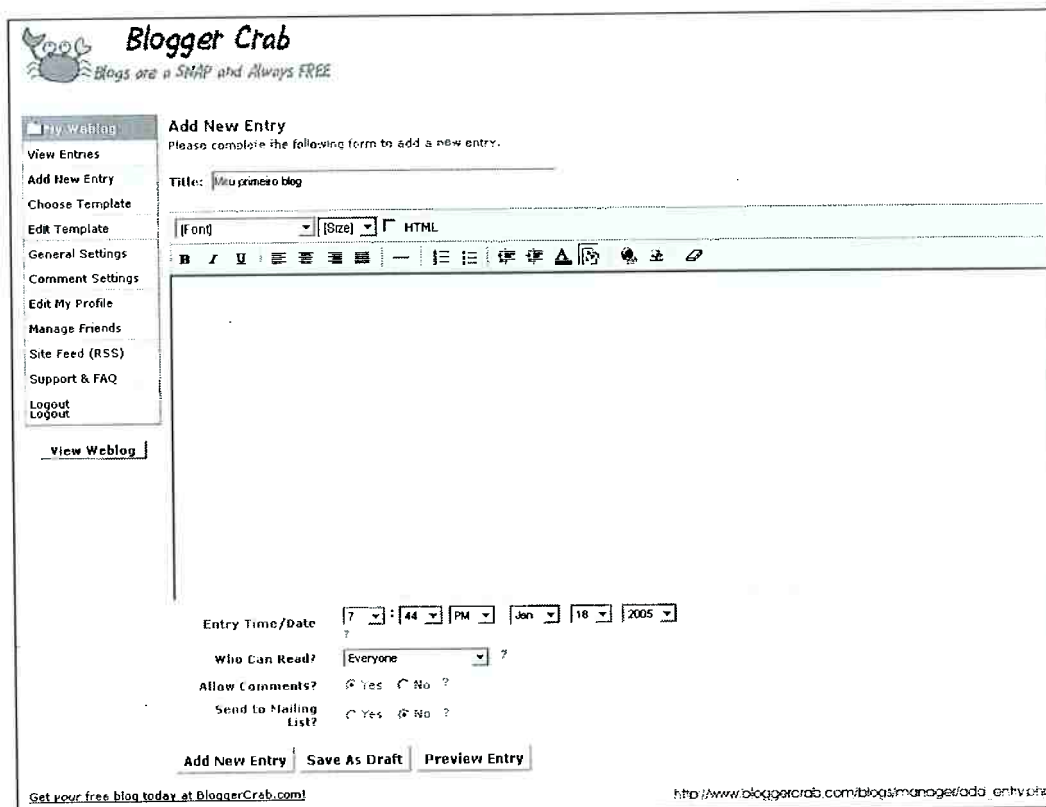 Blogger Crab
Blogs are a SNAP and Always FREE
My Weblog
View Entries
Add New Entry
Choose Template
Edit Template
General Settings
Comment Settings
Edit My Profile
Manage Friends
Site Feed (RSS)
Support & FAQ
Logout
Logout
View Weblog
Add New Entry
Please complete the following form to add a new entry.
Title: Meu primeiro blog
[Font] [Size] HTML
B I U A
Entry Time/Date 7 : 44 PM Jan 18 2005
?
Who Can Read? Everyone ?
Allow Comments? Yes No ?
Send to Mailing
List? Yes No ?
Add New Entry Save As Draft Preview Entry
Get your free blog today at BloggerCrab.com!
http://www.bloggercrab.com/blogs/manager/add_entry.php